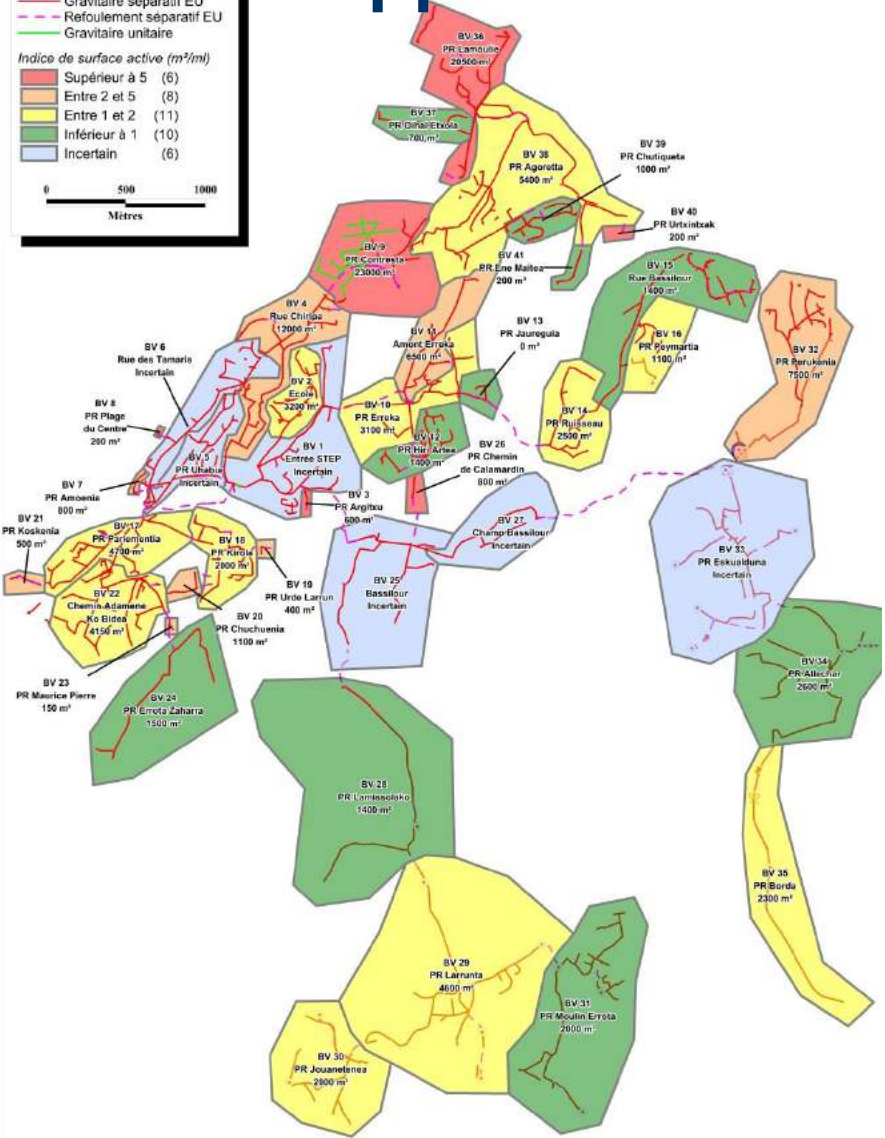 Gravitaire séparatif EU
Refoulement séparatif EU
Gravitaire unitaire
Indice de surface active (m²/ml)
Supérieur à 5 (6)
Entre 2 et 5 (8)
Entre 1 et 2 (11)
Inférieur à 1 (10)
Incertain (6)
0 500 1000
Mètres
BV 36
PR Lamoulie
20500 m²
BV 37
PR Oihal Etxola
700 m²
BV 38
PR Agoretta
5400 m²
BV 39
PR Chutiqueta
1000 m²
BV 40
PR Urtxintxak
200 m²
BV 9
PR Contresta
23000 m²
BV 41
PR Ene Maitea
200 m²
BV 15
Rue Bassilour
1400 m²
BV 4
Rue Chiripa
12000 m²
BV 11
Amont Erreka
6500 m²
BV 13
PR Jaureguia
0 m²
BV 16
PR Peymartia
1100 m²
BV 32
PR Perukenia
7500 m²
BV 6
Rue des Tamaris
Incertain
BV 2
Ecole
3200 m²
BV 8
PR Plage
du Centre
200 m²
BV 10
PR Erreka
3100 m²
BV 14
PR Ruisseau
2500 m²
BV 5
PR Uhabia
Incertain
BV 1
Entrée STEP
Incertain
BV 12
PR Hiri Artea
1400 m²
BV 26
PR Chemin
de Calamardin
800 m²
BV 7
PR Amoenia
800 m²
BV 3
PR Argitxu
600 m²
BV 21
PR Koskenia
500 m²
BV 17
PR Parlementia
4700 m²
BV 18
PR Kirola
2000 m²
BV 27
Champ Bassilour
Incertain
BV 33
PR Eskualduna
Incertain
BV 22
Chemin Adamene
Ko Bidea
4150 m²
BV 19
PR Urde Larrun
400 m²
BV 25
Bassilour
Incertain
BV 20
PR Chuchuenia
1100 m²
BV 23
PR Maurice Pierre
150 m²
BV 24
PR Errota Zaharra
1500 m²
BV 34
PR Allechar
2600 m²
BV 28
PR Lamissolako
1400 m²
BV 35
PR Borda
2300 m²
BV 29
PR Larrunta
4600 m²
BV 31
PR Moulin Errota
2000 m²
BV 30
PR Jouanetenea
2000 m²